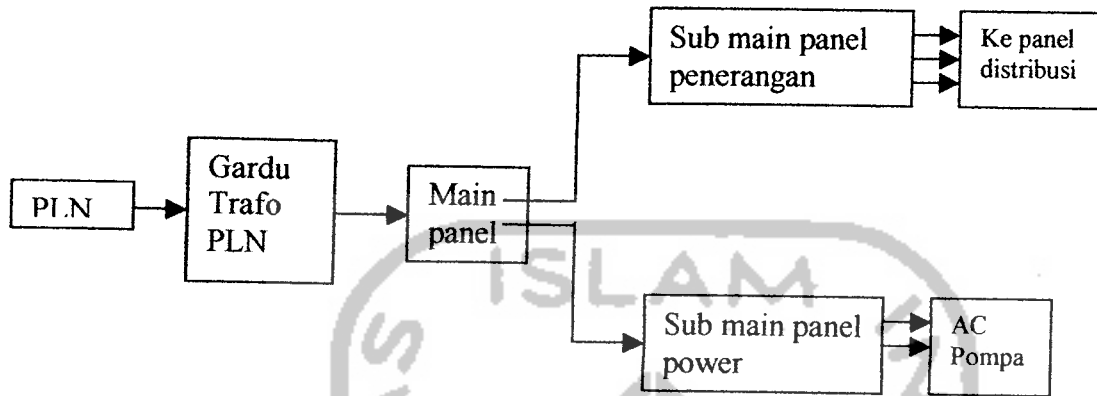 PLN
Gardu
Trafo
PLN
Main
panel
Sub main panel
penerangan
Ke panel
distribusi
Sub main panel
power
AC
Pompa
ISLAM